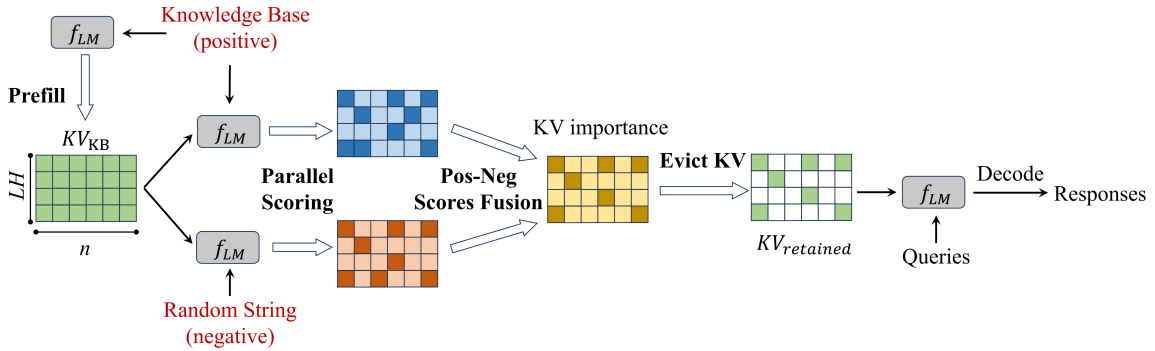 Knowledge Base
(positive)
f_LM
Prefill
KV_KB
LH
n
f_LM
f_LM
Random String
(negative)
Parallel
Scoring
Pos-Neg
Scores Fusion
KV importance
Evict KV
KV_retained
f_LM
Queries
Decode
Responses